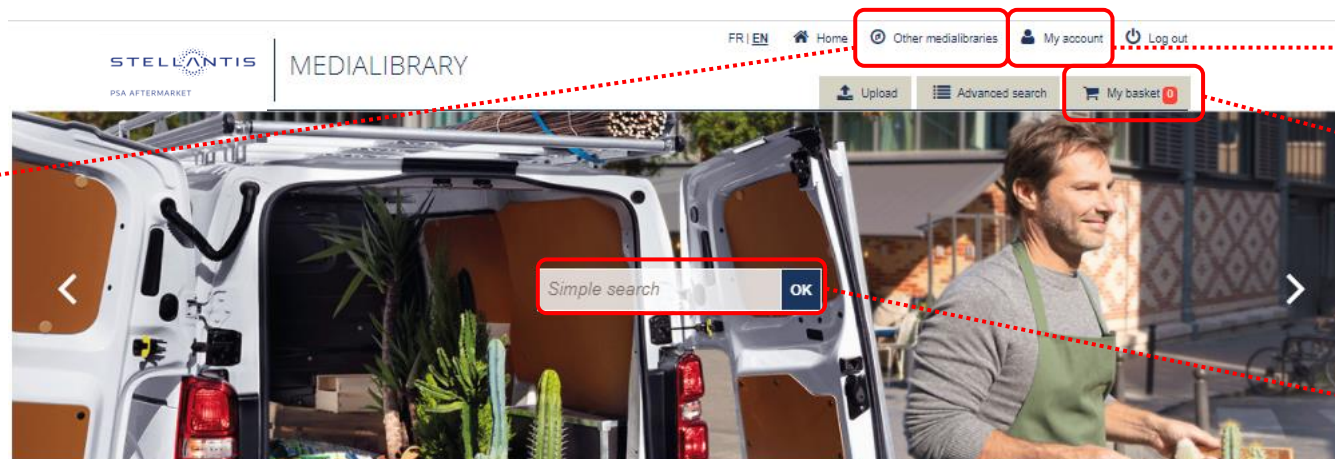 FR | EN Home Other medialibraries My account Log out
STELLANTIS MEDIALIBRARY
PSA AFTERMARKET
Upload Advanced search My basket 0
Simple search OK